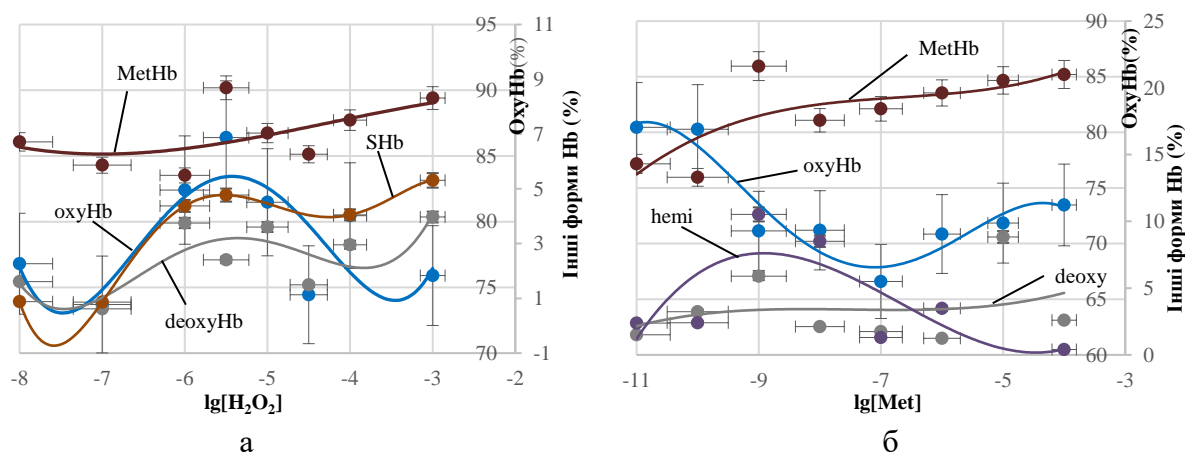 95
90
85
80
75
70
11
9
7
5
3
1
-1
OxyHb(%)
Інші форми Hb (%)
MetHb
SHb
oxyHb
deoxyHb
-8 -7 -6 -5 -4 -3 -2
lg[H₂O₂]
а
90
85
80
75
70
65
60
25
20
15
10
5
0
OxyHb(%)
Інші форми Hb (%)
MetHb
oxyHb
hemi
deoxy
-11 -9 -7 -5 -3
lg[Met]
б